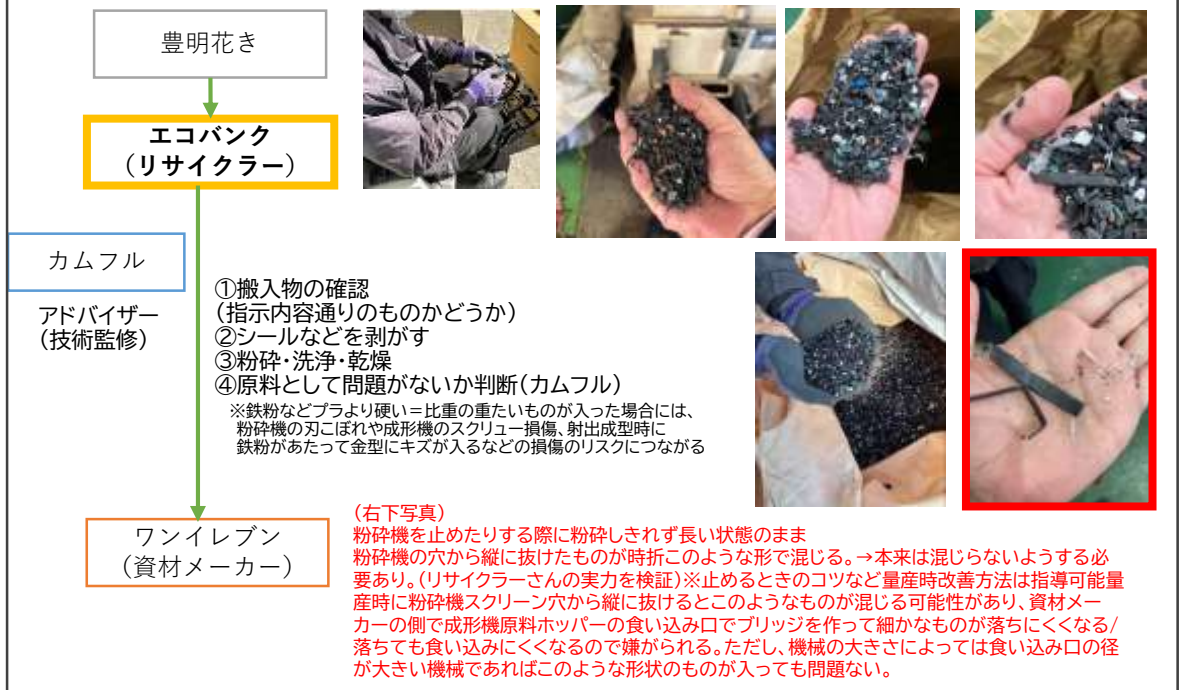 豊明花き
エコバンク
(リサイクラー)
カムフル
アドバイザー
(技術監修)
①搬入物の確認
(指示内容通りのものかどうか)
②シールなどを剥がす
③粉砕・洗浄・乾燥
④原料として問題がないか判断(カムフル)
※鉄粉などプラより硬い=比重の重たいものが入った場合には、
粉砕機の刃こぼれや成形機のスクリュー損傷、射出成型時に
鉄粉があたって金型にキズが入るなどの損傷のリスクにつながる
ワンイレブン
(資材メーカー)
(右下写真)
粉砕機を止めたりする際に粉砕しきれず長い状態のまま
粉砕機の穴から縦に抜けたものが時折このような形で混じる。→本来は混じらないようする必
要あり。(リサイクラーさんの実力を検証)※止めるときのコツなど量産時改善方法は指導可能量
産時に粉砕機スクリーン穴から縦に抜けるとこのようなものが混じる可能性があり、資材メー
カーの側で成形機原料ホッパーの食い込み口でブリッジを作って細かなものが落ちにくくなる/
落ちても食い込みにくくなるので嫌がられる。ただし、機械の大きさによっては食い込み口の径
が大きい機械であればこのような形状のものが入っても問題ない。